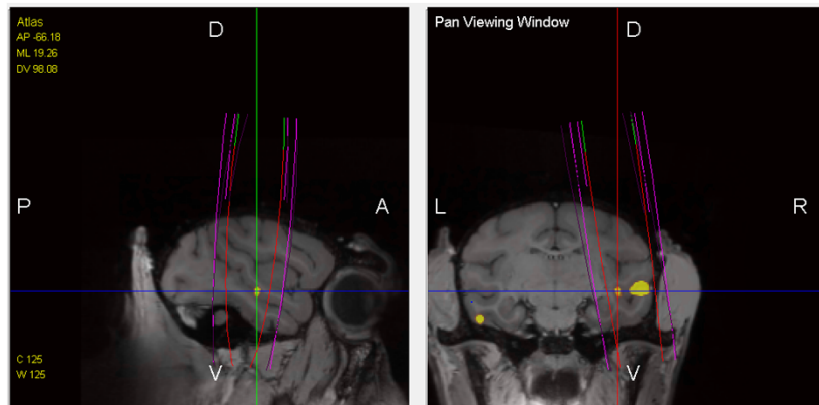 Atlas
AP -66.18
ML 19.26
DV 98.08
D
P
A
V
C 125
W 125
Pan Viewing Window
D
L
R
V